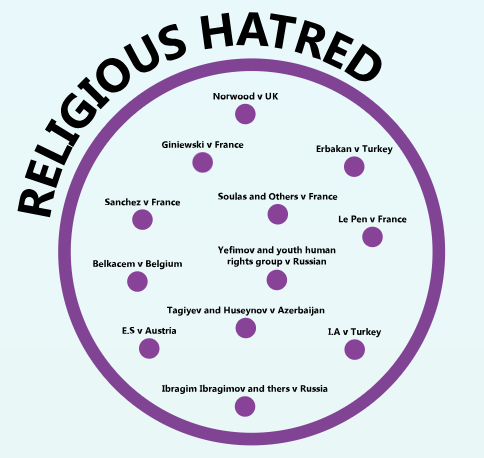 RELIGIOUS HATRED
Norwood v UK
Giniewski v France
Erbakan v Turkey
Sanchez v France
Soulas and Others v France
Le Pen v France
Yefimov and youth human
rights group v Russian
Belkacem v Belgium
Tagiyev and Huseynov v Azerbaijan
E.S v Austria
I.A v Turkey
Ibragim Ibragimov and thers v Russia